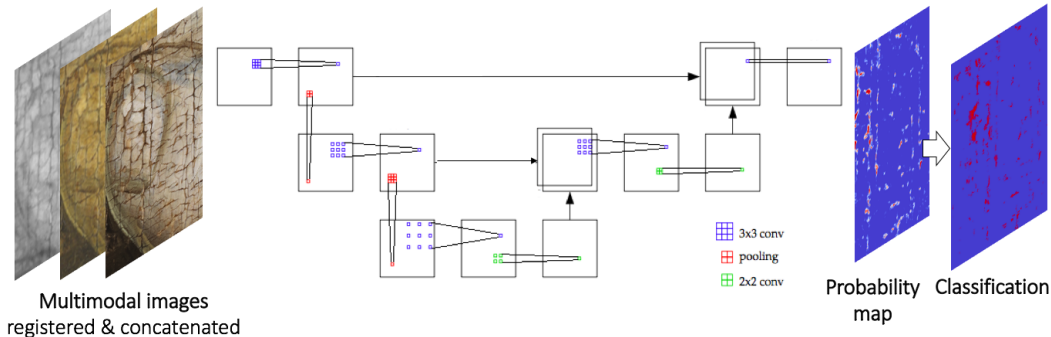 3x3 conv
pooling
2x2 conv
Multimodal images
registered & concatenated
Probability
map
Classification